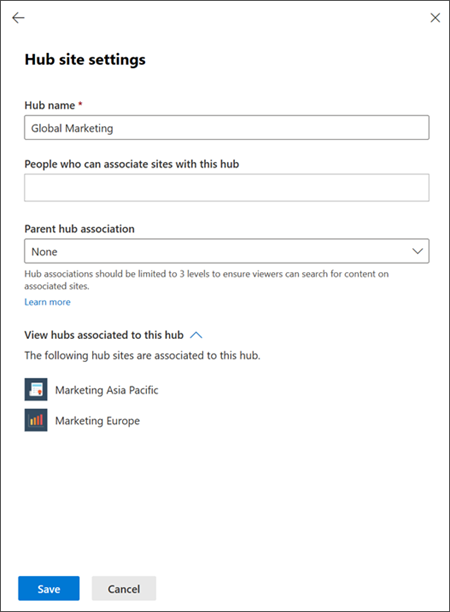 Hub site settings
Hub name *
Global Marketing
People who can associate sites with this hub
Parent hub association
None
Hub associations should be limited to 3 levels to ensure viewers can search for content on
associated sites.
Learn more
View hubs associated to this hub
The following hub sites are associated to this hub.
Marketing Asia Pacific
Marketing Europe
Save
Cancel